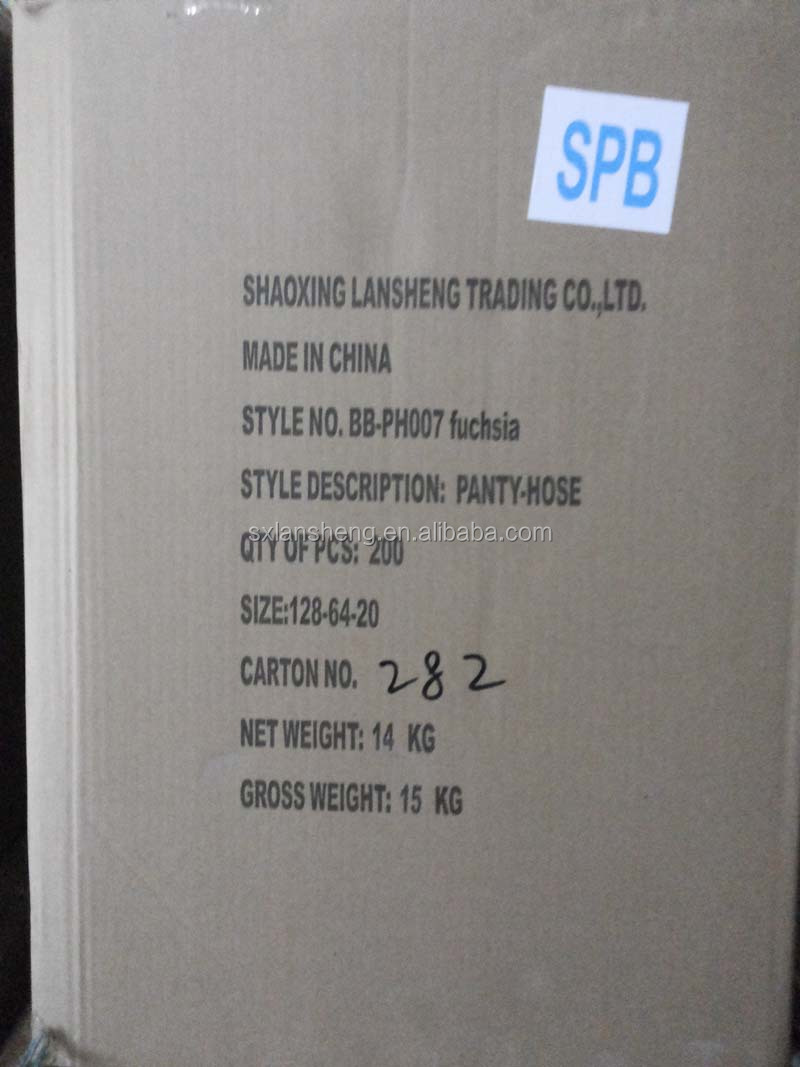 SPB
SHAOXING LANSHENG TRADING CO.,LTD.
MADE IN CHINA
STYLE NO. BB-PH007 fuchsia
STYLE DESCRIPTION: PANTY-HOSE
sxlansheng.en.alibaba.com
QTY OF PCS: 200
SIZE:128-64-20
CARTON NO. 282
NET WEIGHT: 14 KG
GROSS WEIGHT: 15 KG